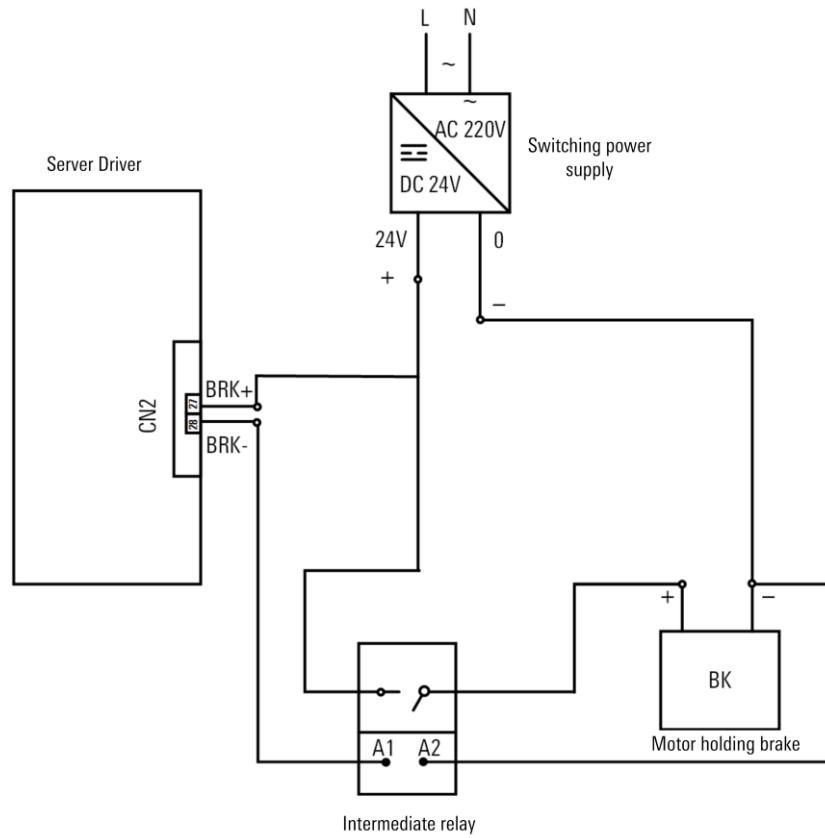 L N
~
~
AC 220V
DC 24V
Switching power
supply
Server Driver
24V 0
+
−
CN2
27
28
BRK+
BRK-
+ −
BK
Motor holding brake
A1 A2
Intermediate relay